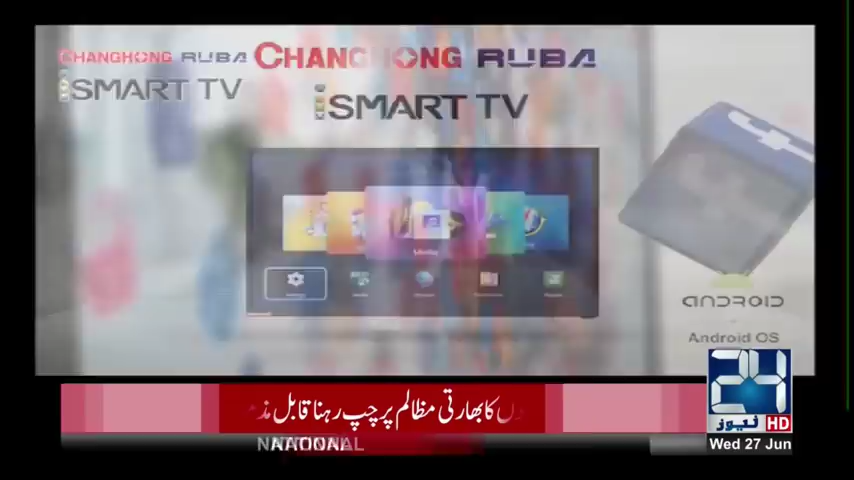 CHANGHONG RUBA CHANGHONG RUBA
iSMART TV
iSMART TV
Settings
ANDROID
Android OS
کا بھارتی مظالم پر چپ رہنا قابل
24
نیوز HD
NATIONAL
Wed 27 Jun